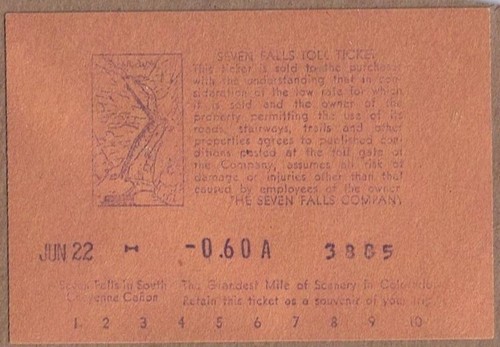 SEVEN FALLS TOLL TICKET
This ticket is sold to the purchaser
with the understanding that in con-
sideration of the low rate for which
it is sold and the owner of the
property permitting the use of its
roads, stairways, trails and other
properties agrees to published con-
ditions posted at the toll gate of
the Company, assumes all risk of
damage or injuries other than that
caused by employees of the owner.
THE SEVEN FALLS COMPANY
JUN 22 -0.60 A 3885
Seven Falls in South
Cheyenne Cañon
The Grandest Mile of Scenery in Colorado
Retain this ticket as a souvenir of your trip
1 2 3 4 5 6 7 8 9 10